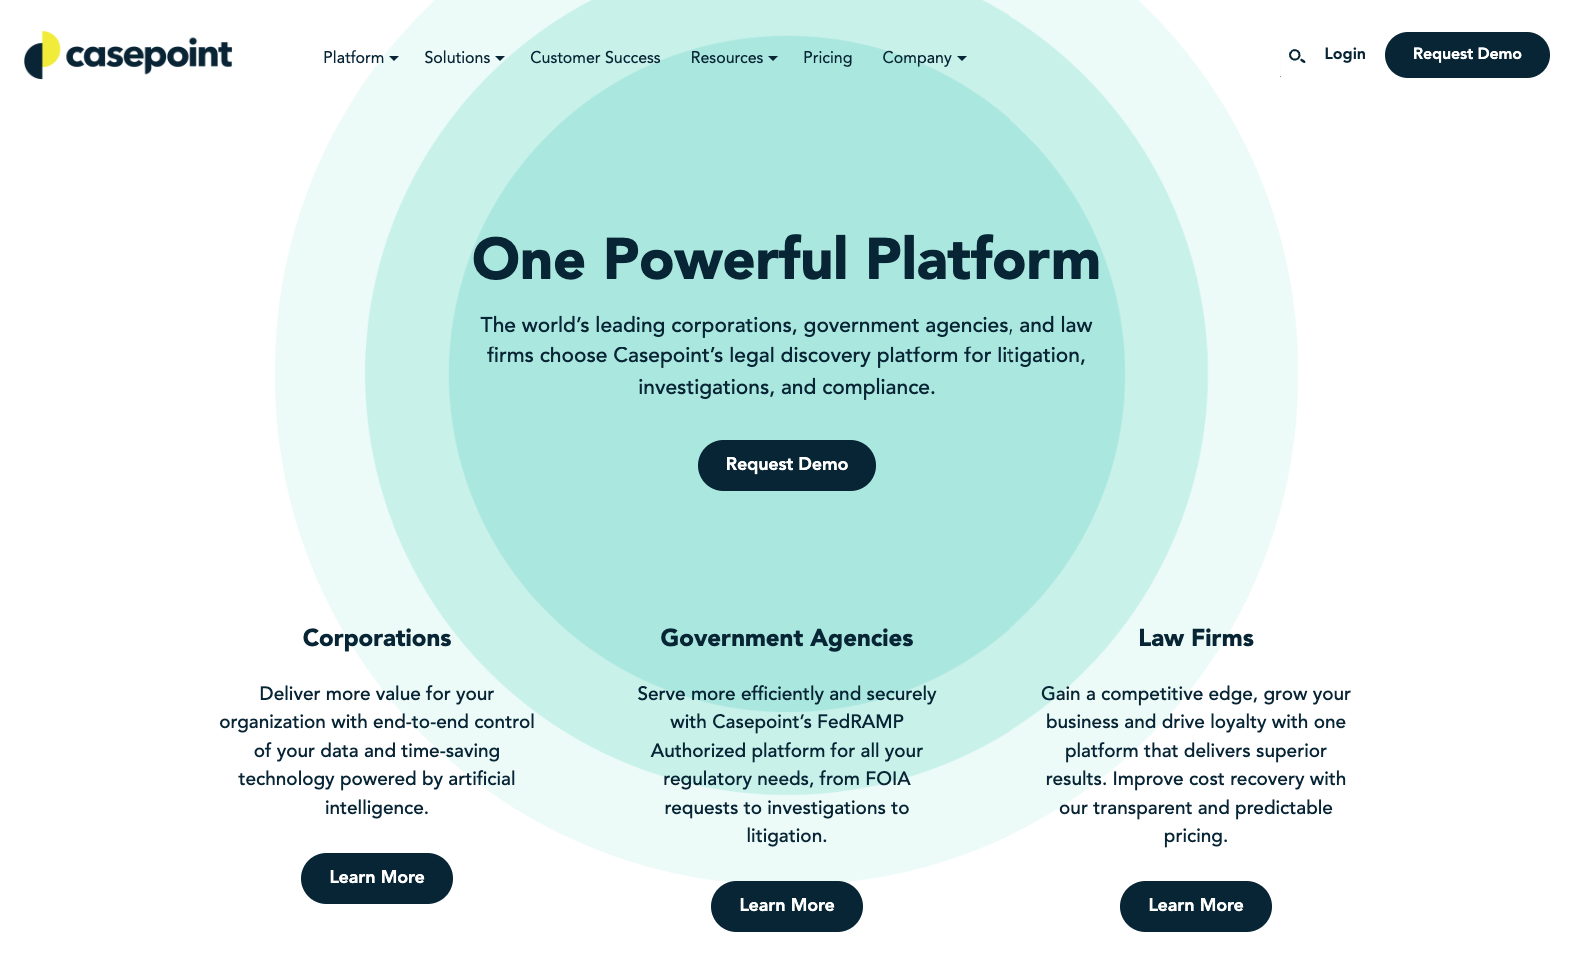 casepoint
Platform
Solutions
Customer Success
Resources
Pricing
Company
Login
Request Demo
One Powerful Platform
The world's leading corporations, government agencies, and law
firms choose Casepoint's legal discovery platform for litigation,
investigations, and compliance.
Request Demo
Corporations
Deliver more value for your
organization with end-to-end control
of your data and time-saving
technology powered by artificial
intelligence.
Learn More
Government Agencies
Serve more efficiently and securely
with Casepoint's FedRAMP
Authorized platform for all your
regulatory needs, from FOIA
requests to investigations to
litigation.
Learn More
Law Firms
Gain a competitive edge, grow your
business and drive loyalty with one
platform that delivers superior
results. Improve cost recovery with
our transparent and predictable
pricing.
Learn More